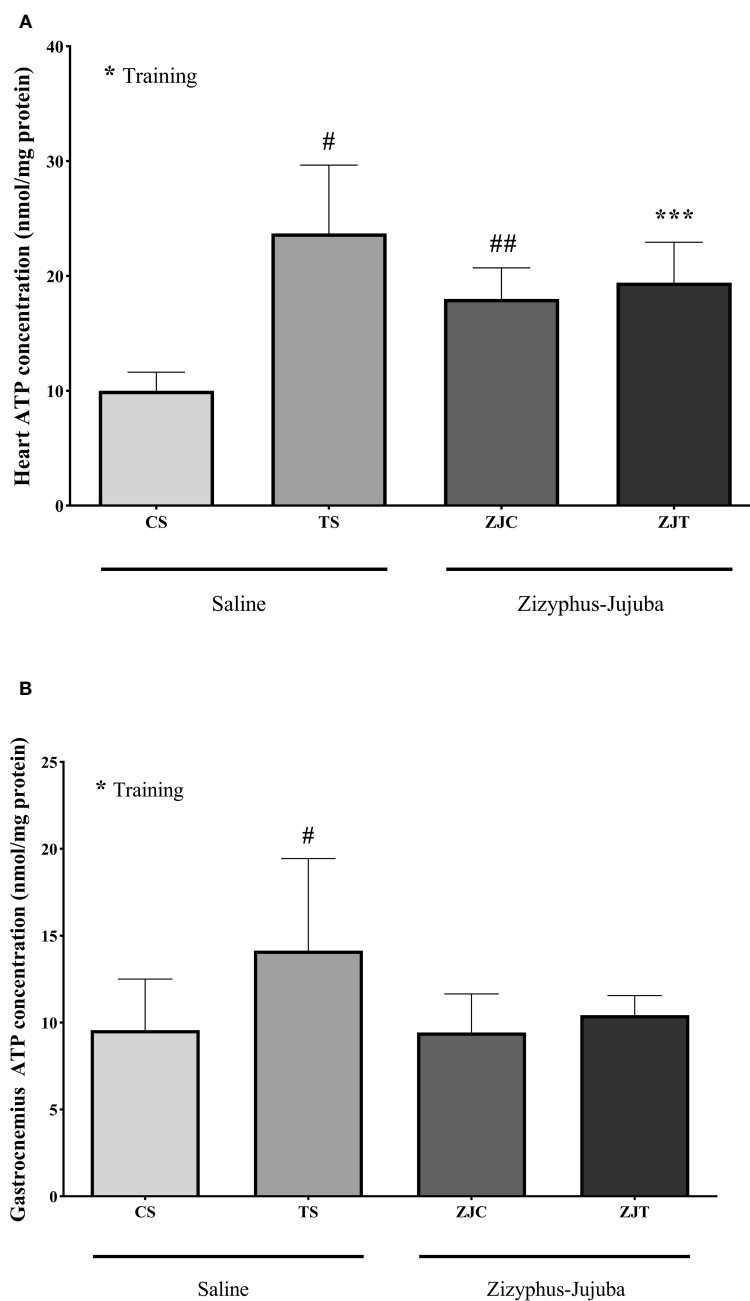 A
Heart ATP concentration (nmol/mg protein)
40
30
20
10
0
* Training
#
##
***
CS TS ZJC ZJT
Saline Zizyphus-Jujuba
B
Gastrocnemius ATP concentration (nmol/mg protein)
25
20
15
10
5
0
* Training
#
CS TS ZJC ZJT
Saline Zizyphus-Jujuba